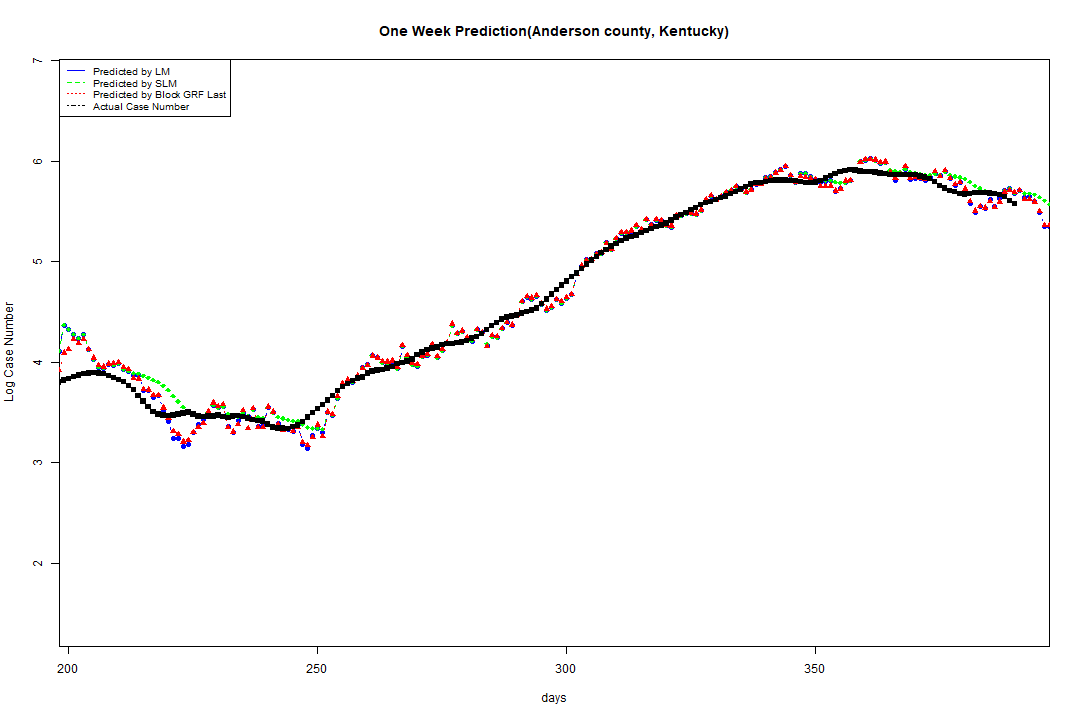 One Week Prediction(Anderson county, Kentucky)
Predicted by LM
Predicted by SLM
Predicted by Block GRF Last
Actual Case Number
7
6
5
4
3
2
Log Case Number
200 250 300 350
days